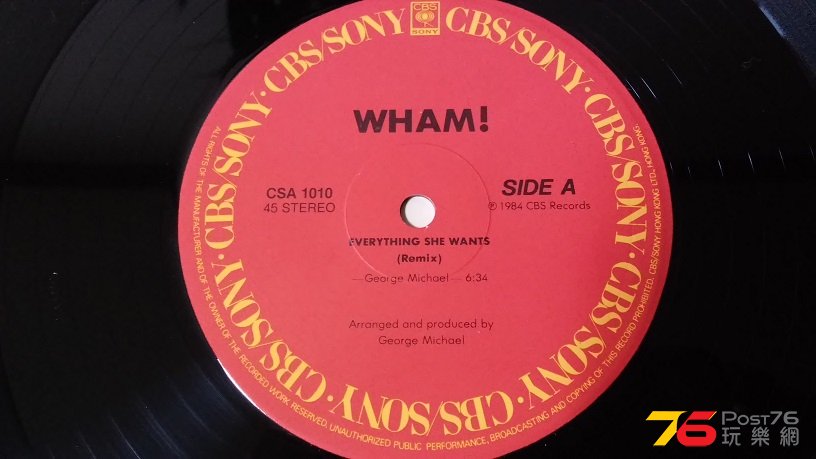 CBS/SONY · CBS/SONY · CBS/SONY · CBS/SONY · CBS/SONY · CBS/SONY · CBS/SONY · CBS/SONY
CBS
SONY
WHAM!
CSA 1010
45 STEREO
SIDE A
℗ 1984 CBS Records
EVERYTHING SHE WANTS
(Remix)
—George Michael— 6:34
Arranged and produced by
George Michael
ALL RIGHTS OF THE MANUFACTURER AND OF THE OWNER OF THE RECORDED WORK RESERVED, UNAUTHORIZED PUBLIC PERFORMANCE, BROADCASTING AND COPYING OF THIS RECORD PROHIBITED. CBS/SONY HONG KONG LTD., HONG KONG
76 Post76
玩樂網